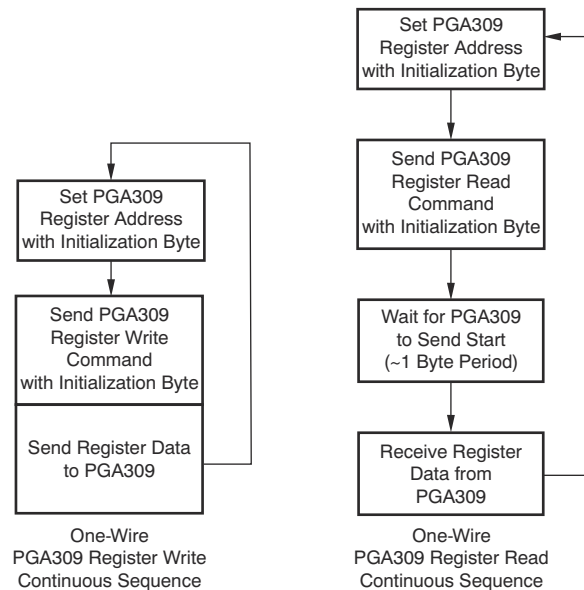 Set PGA309
Register Address
with Initialization Byte
Send PGA309
Register Write
Command
with Initialization Byte
Send Register Data
to PGA309
One-Wire
PGA309 Register Write
Continuous Sequence
Set PGA309
Register Address
with Initialization Byte
Send PGA309
Register Read
Command
with Initialization Byte
Wait for PGA309
to Send Start
(~1 Byte Period)
Receive Register
Data from
PGA309
One-Wire
PGA309 Register Read
Continuous Sequence